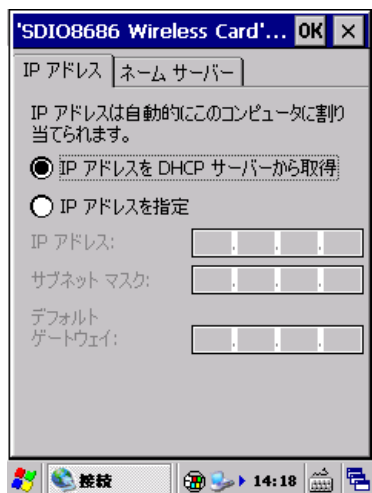 'SDIO8686 Wireless Card'... OK ×
IP アドレス ネーム サーバー
IP アドレスは自動的にこのコンピュータに割り
当てられます。
IP アドレスを DHCP サーバーから取得
IP アドレスを指定
IP アドレス:
サブネット マスク:
デフォルト
ゲートウェイ:
接続 14:18